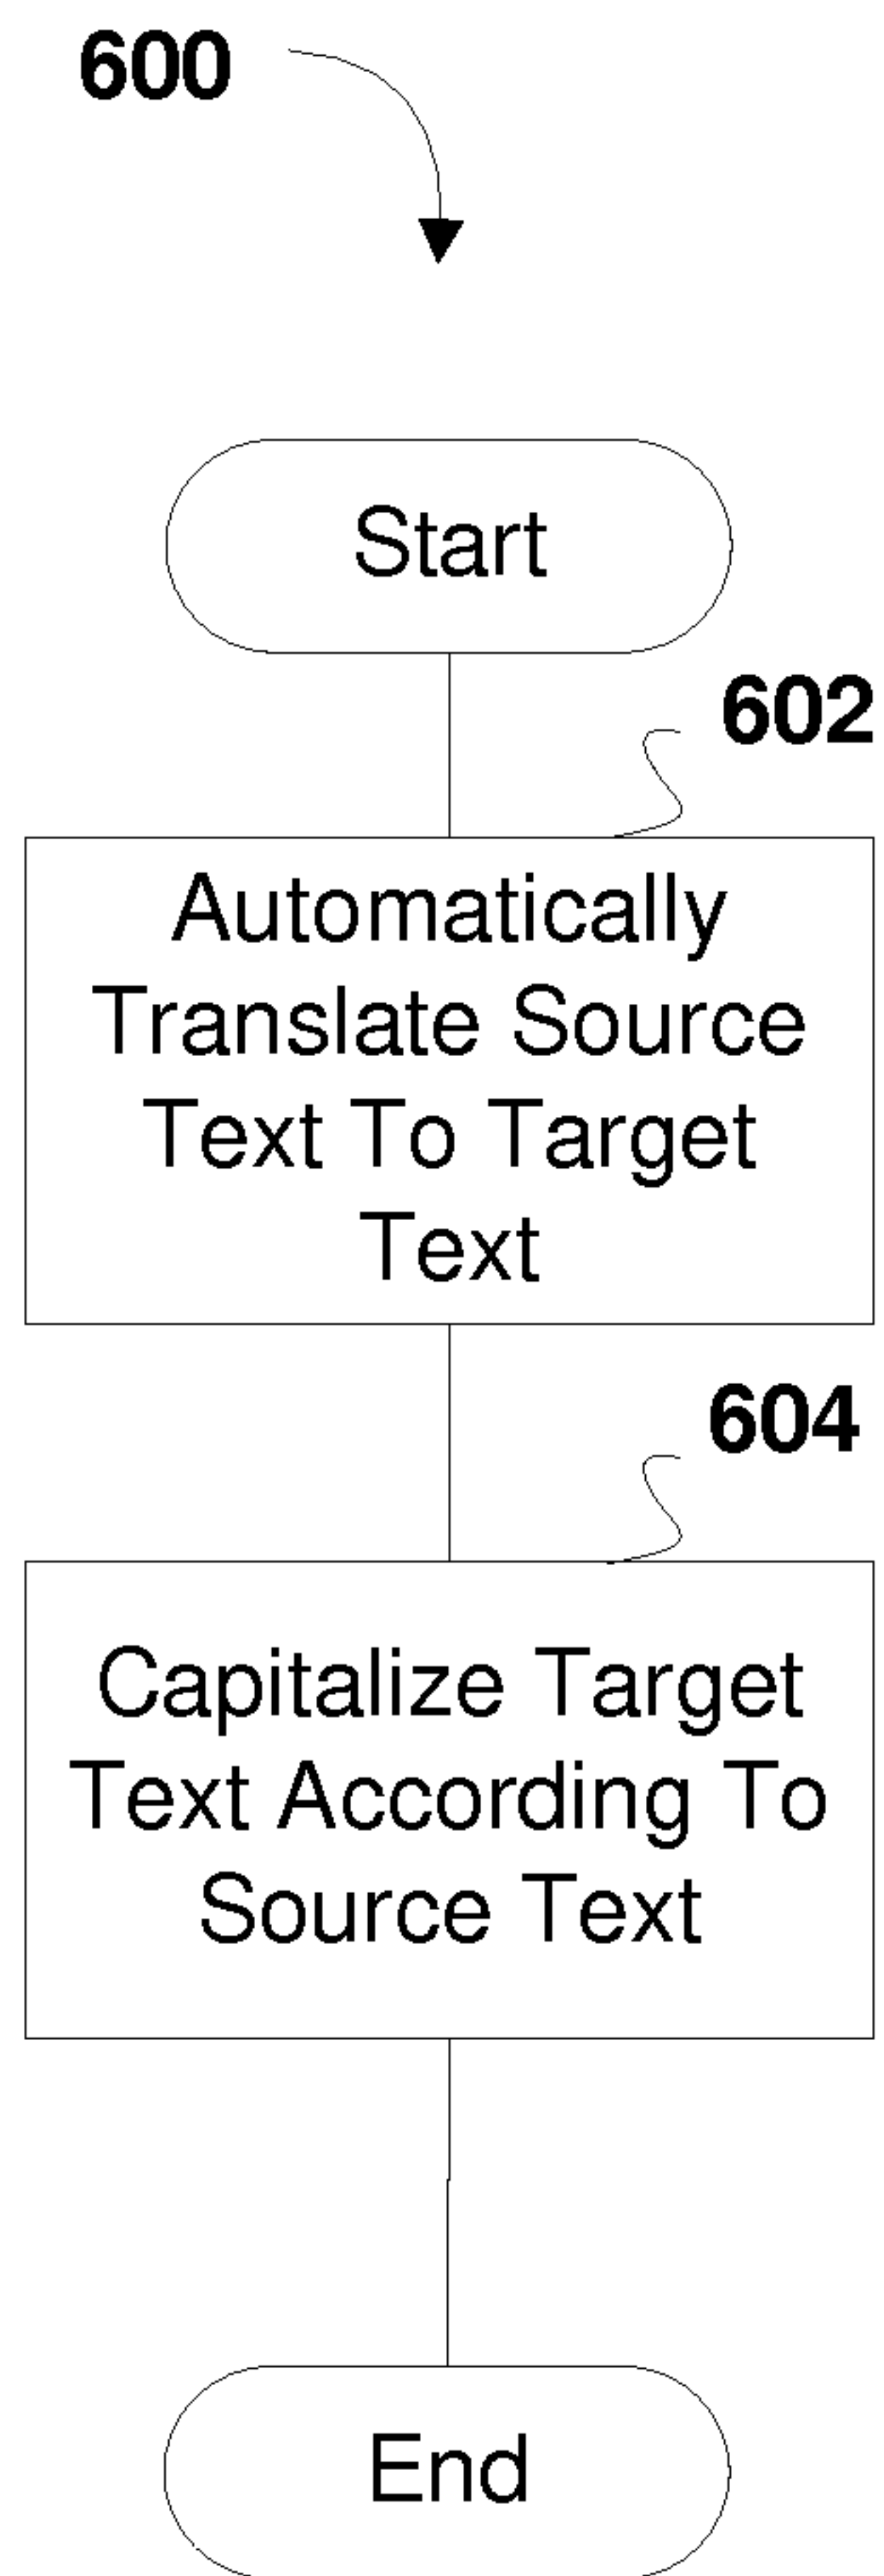 600
Start
602
Automatically
Translate Source
Text To Target
Text
604
Capitalize Target
Text According To
Source Text
End